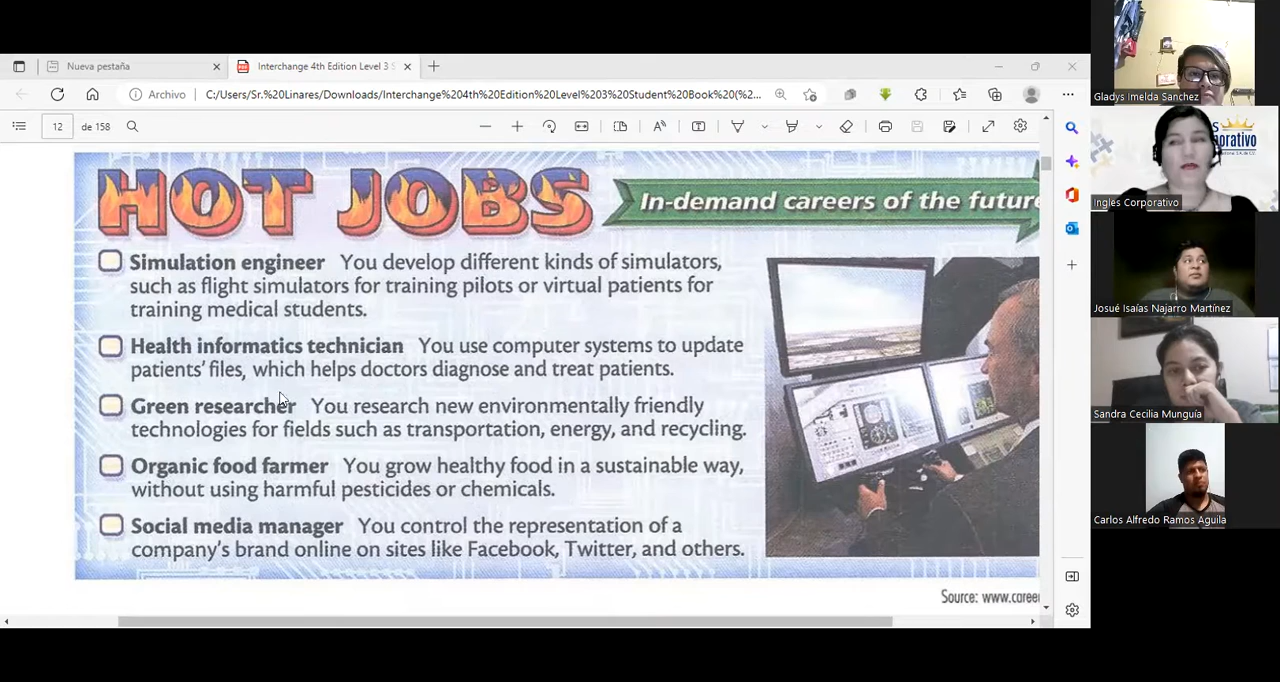 Nueva pestaña
Interchange 4th Edition Level 3 S
Archivo
C:/Users/Sr.%20Linares/Downloads/Interchange%204th%20Edition%20Level%203%20Student%20Book%20(%2...
12
de 158
HOT JOBS
In-demand careers of the future
Simulation engineer You develop different kinds of simulators,
such as flight simulators for training pilots or virtual patients for
training medical students.
Health informatics technician You use computer systems to update
patients' files, which helps doctors diagnose and treat patients.
Green researcher You research new environmentally friendly
technologies for fields such as transportation, energy, and recycling.
Organic food farmer You grow healthy food in a sustainable way,
without using harmful pesticides or chemicals.
Social media manager You control the representation of a
company's brand online on sites like Facebook, Twitter, and others.
Source: www.caree
Gladys Imelda Sanchez
Ingles Corporativo
Josué Isaías Najarro Martínez
Sandra Cecilia Munguía
Carlos Alfredo Ramos Aguila